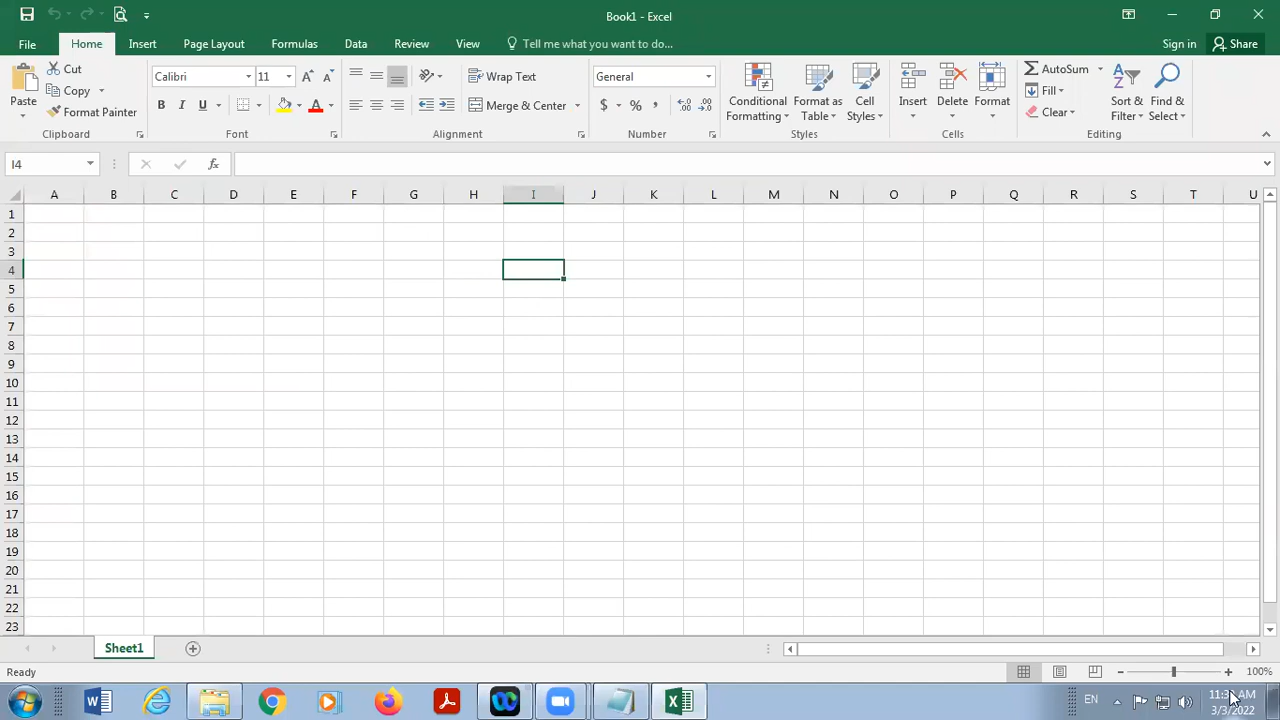 Book1 - Excel
File Home Insert Page Layout Formulas Data Review View Tell me what you want to do... Sign in Share
Paste
Cut
Copy
Format Painter
Clipboard
Calibri 11
B I U A
Font
Wrap Text
Merge & Center
Alignment
General
$ % ,
Number
Conditional Formatting
Format as Table
Cell Styles
Styles
Insert Delete Format
Cells
AutoSum
Fill
Clear
Sort & Filter
Find & Select
Editing
I4 fx
A B C D E F G H I J K L M N O P Q R S T U
1
2
3
4
5
6
7
8
9
10
11
12
13
14
15
16
17
18
19
20
21
22
23
Sheet1
Ready 100%
EN
AM
3/3/2022